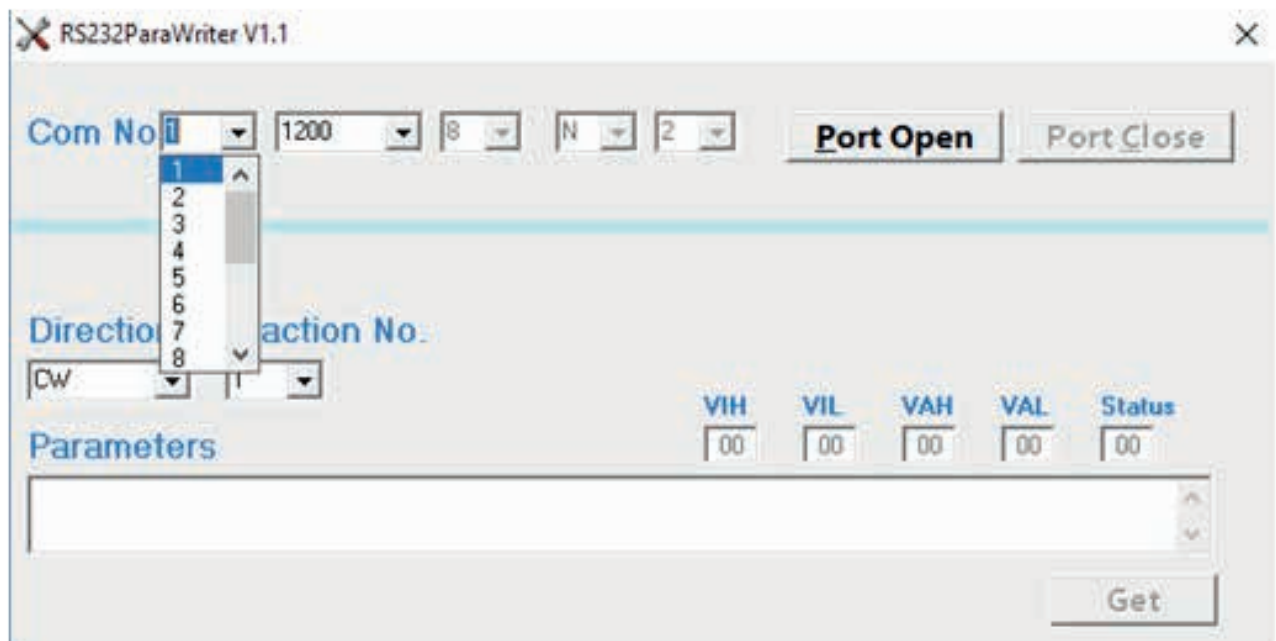 RS232ParaWriter V1.1
Com No 1 1200 8 N 2 Port Open Port Close
1
2
3
4
5
6
7
8
Directio action No.
CW 1
VIH VIL VAH VAL Status
00 00 00 00 00
Parameters
Get